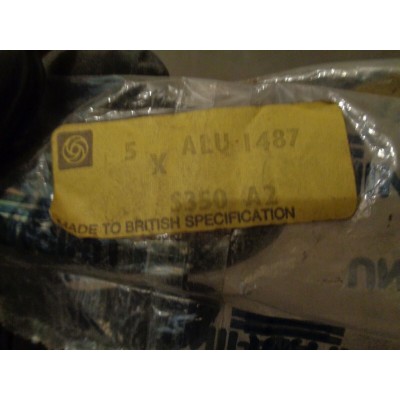 5 X ALU·1487
S350 A2
MADE TO BRITISH SPECIFICATION